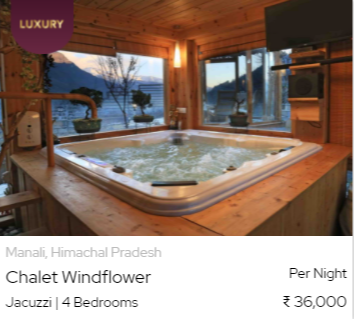 LUXURY
Manali, Himachal Pradesh
Chalet Windflower
Per Night
Jacuzzi | 4 Bedrooms
₹ 36,000